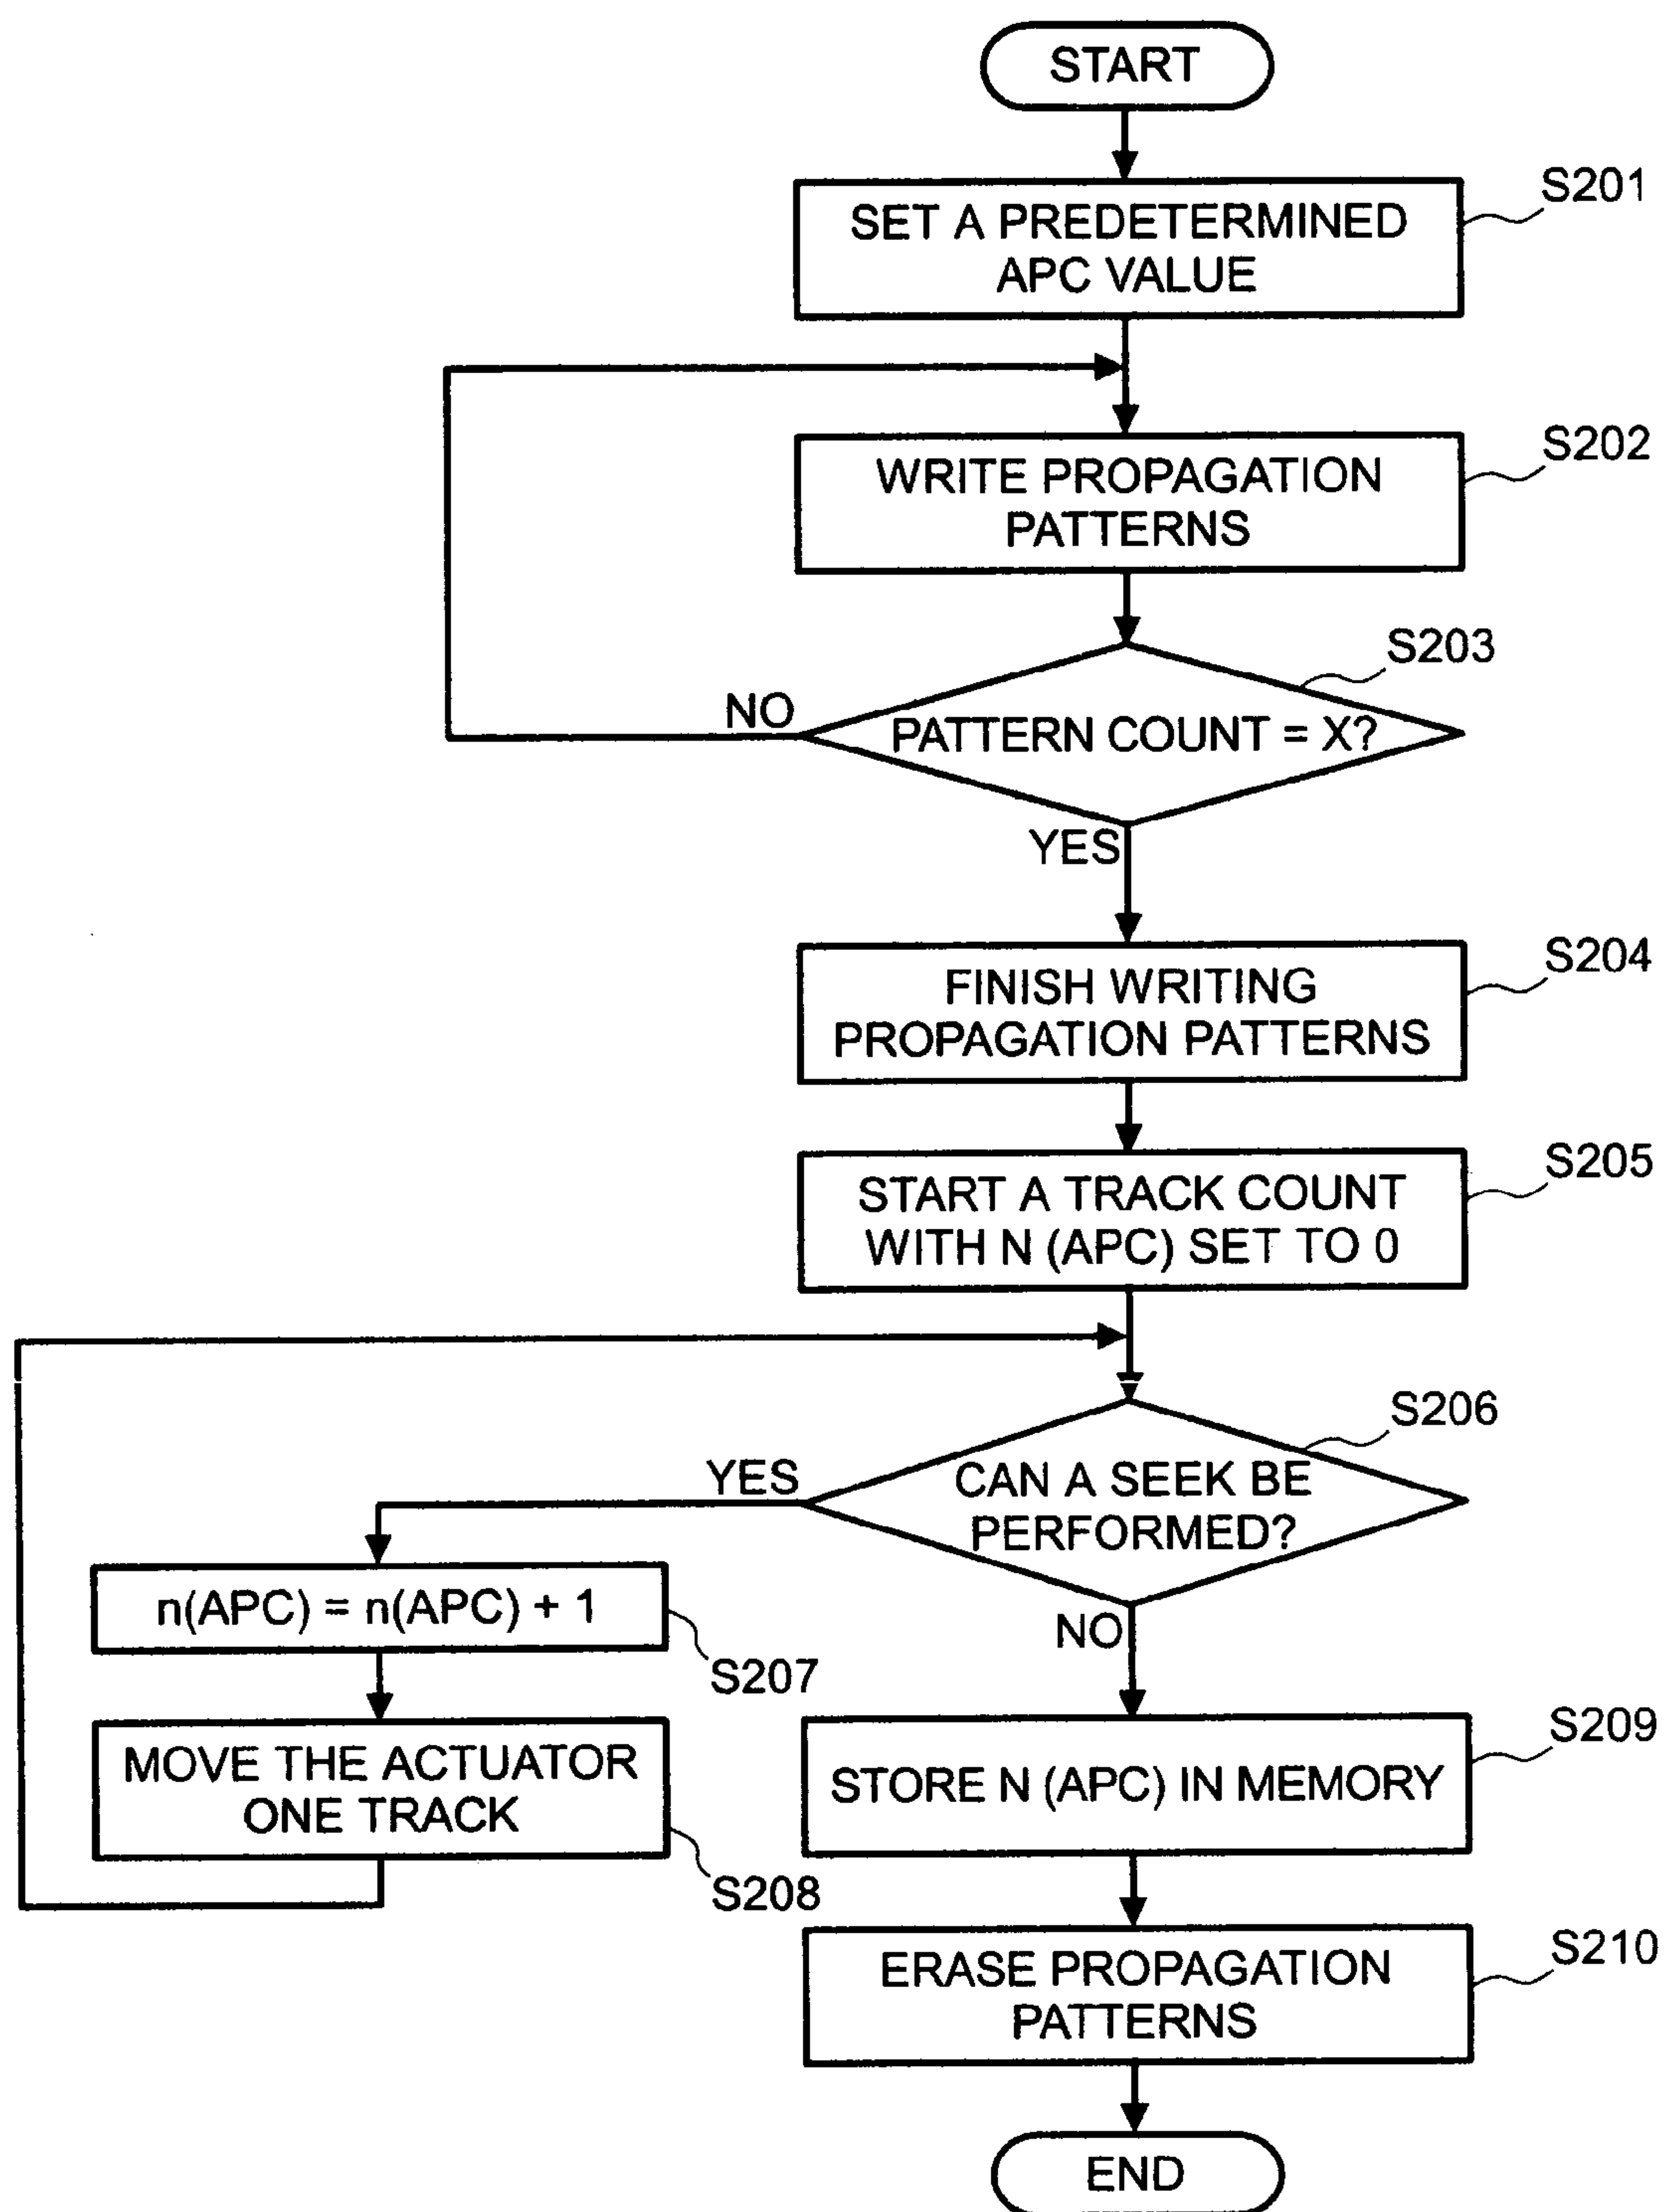 START
S201
SET A PREDETERMINED
APC VALUE
S202
WRITE PROPAGATION
PATTERNS
S203
NO
PATTERN COUNT = X?
YES
S204
FINISH WRITING
PROPAGATION PATTERNS
S205
START A TRACK COUNT
WITH N (APC) SET TO 0
S206
YES
CAN A SEEK BE
PERFORMED?
n(APC) = n(APC) + 1
NO
S207
S209
MOVE THE ACTUATOR
ONE TRACK
STORE N (APC) IN MEMORY
S208
S210
ERASE PROPAGATION
PATTERNS
END